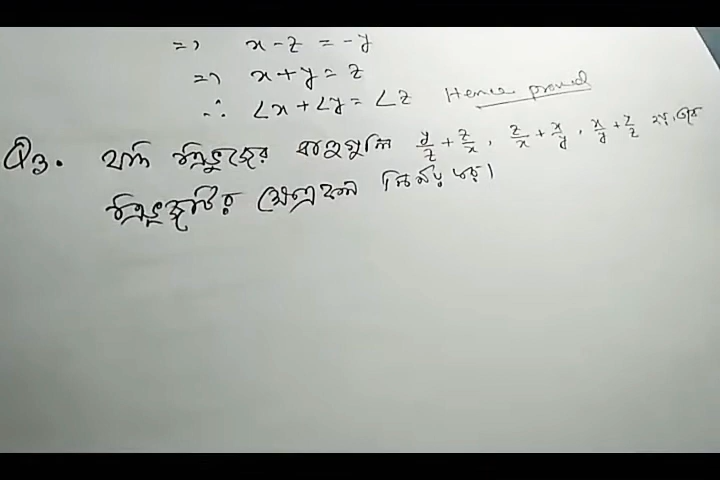 => x - z = -y
=> x + y = z
∴ ∠x + ∠y = ∠z Hence proved
Q3. যদি ত্রিভুজের বাহুগুলি y/z + z/x, z/x + x/y, x/y + y/z হয়, তবে
ত্রিভুজটির ক্ষেত্রফল নির্ণয় কর।